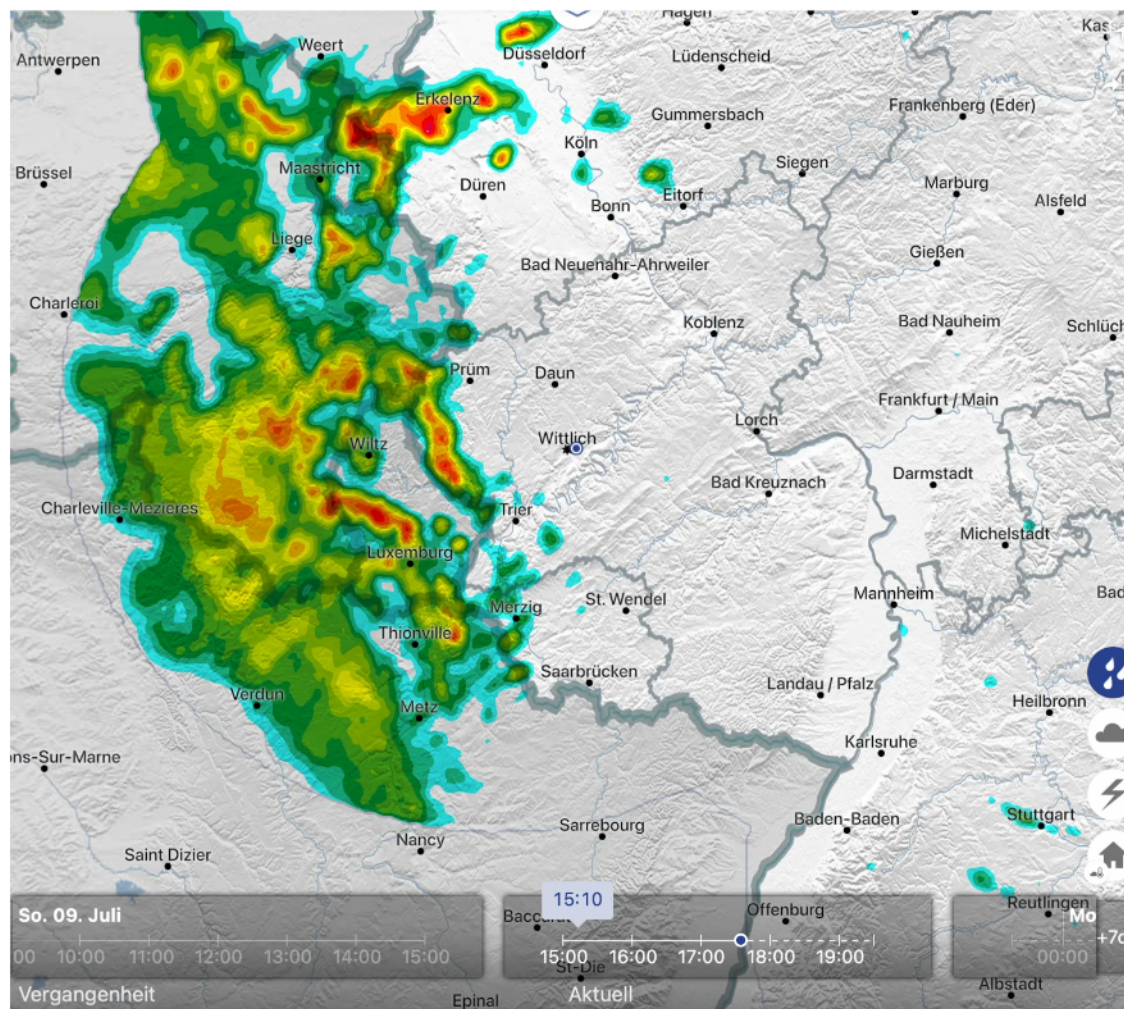 Hagen
Kas
Weert
Antwerpen
Düsseldorf
Lüdenscheid
Erkelenz
Frankenberg (Eder)
Gummersbach
Köln
Brüssel
Maastricht
Siegen
Düren
Eitorf
Marburg
Bonn
Alsfeld
Liege
Gießen
Bad Neuenahr-Ahrweiler
Charleroi
Koblenz
Bad Nauheim
Schlüch
Prüm
Daun
Frankfurt / Main
Lorch
Wittlich
Wiltz
Darmstadt
Bad Kreuznach
Charleville-Mezieres
Trier
Michelstadt
Luxemburg
Mannheim
Bad
Merzig
St. Wendel
Thionville
Saarbrücken
Landau / Pfalz
Verdun
Metz
Heilbronn
Karlsruhe
ons-Sur-Marne
Stuttgart
Baden-Baden
Sarrebourg
Nancy
Saint Dizier
15:10
So. 09. Juli
Baccarat
Offenburg
Reutlingen
Mo
+7
00 10:00 11:00 12:00 13:00 14:00 15:00
15:00 16:00 17:00 18:00 19:00
00:00
St-Die
Albstadt
Vergangenheit
Aktuell
Epinal